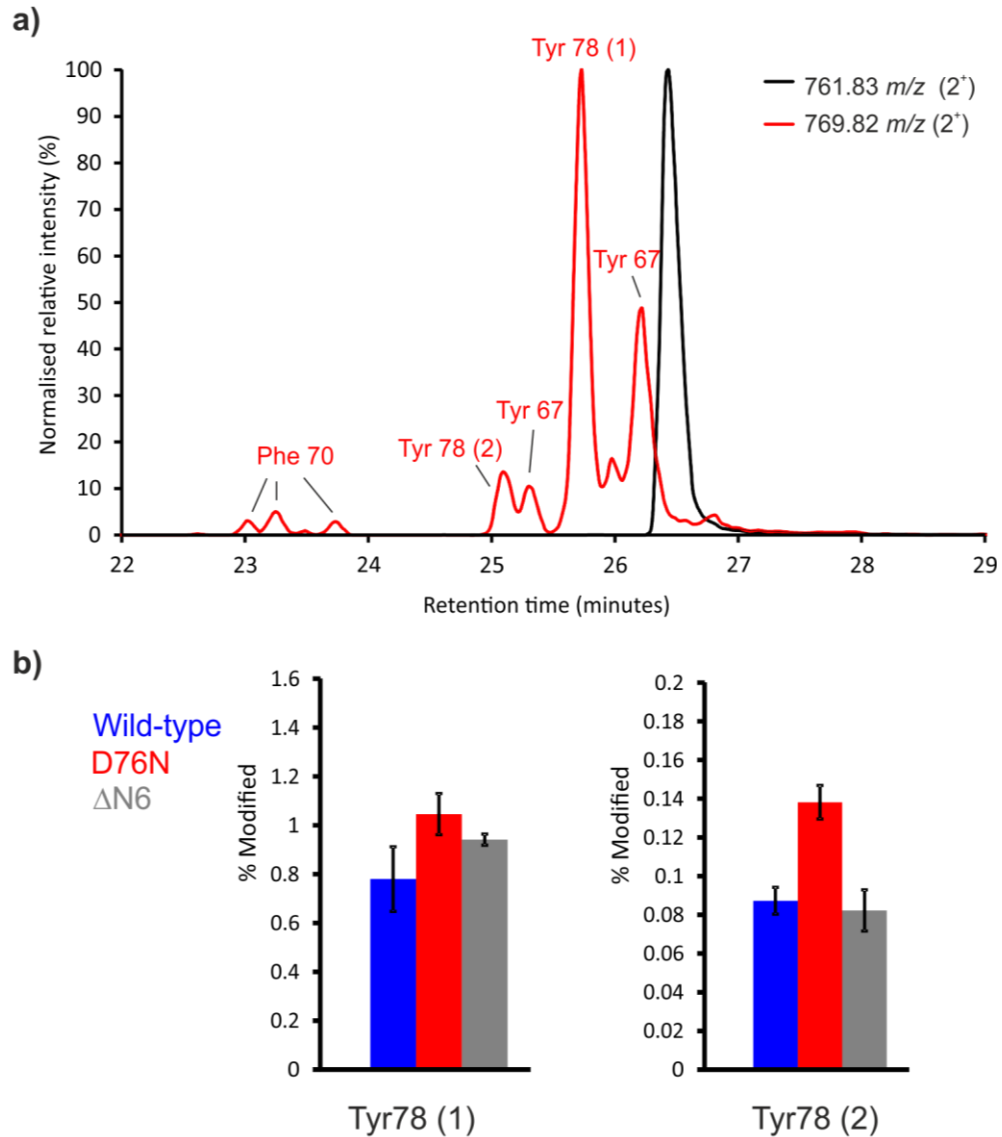 a)
Tyr 78 (1)
100
90
80
70
60
50
40
30
20
10
0
Normalised relative intensity (%)
761.83 m/z (2+)
769.82 m/z (2+)
Tyr 67
Tyr 67
Tyr 78 (2)
Phe 70
22 23 24 25 26 27 28 29
Retention time (minutes)
b)
Wild-type
D76N
ΔN6
% Modified
1.6
1.4
1.2
1
0.8
0.6
0.4
0.2
0
Tyr78 (1)
% Modified
0.2
0.18
0.16
0.14
0.12
0.1
0.08
0.06
0.04
0.02
0
Tyr78 (2)